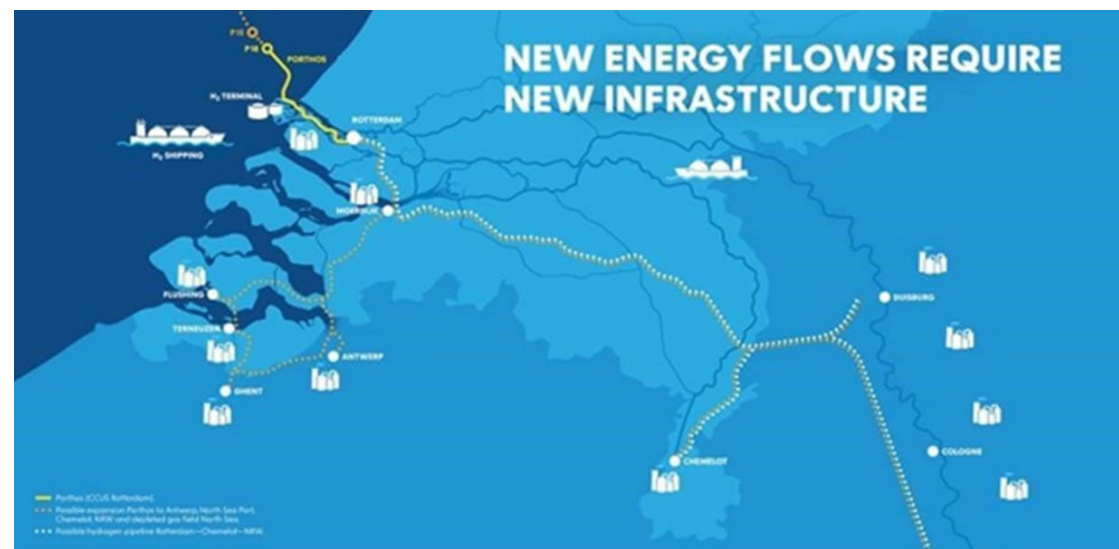 NEW ENERGY FLOWS REQUIRE
NEW INFRASTRUCTURE
P15
P18
PORTHOS
H₂ TERMINAL
ROTTERDAM
H₂ SHIPPING
MOERDIJK
FLUSHING
TERNEUZEN
ANTWERP
GHENT
DUISBURG
COLOGNE
CHEMELOT
Porthos (CCUS Rotterdam)
Possible expansion Porthos to Antwerp, North Sea Port,
Chemelot, NRW and depleted gas field North Sea
Possible hydrogen pipeline Rotterdam—Chemelot—NRW